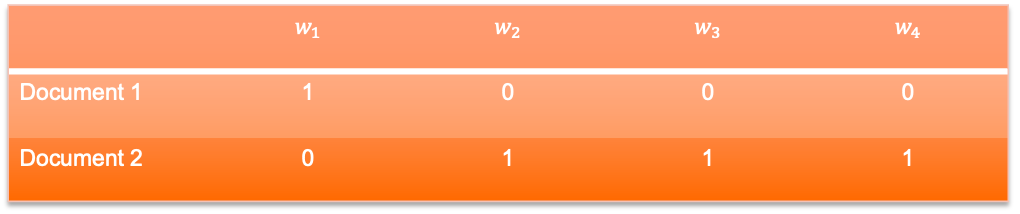 w₁ w₂ w₃ w₄
Document 1 1 0 0 0
Document 2 0 1 1 1